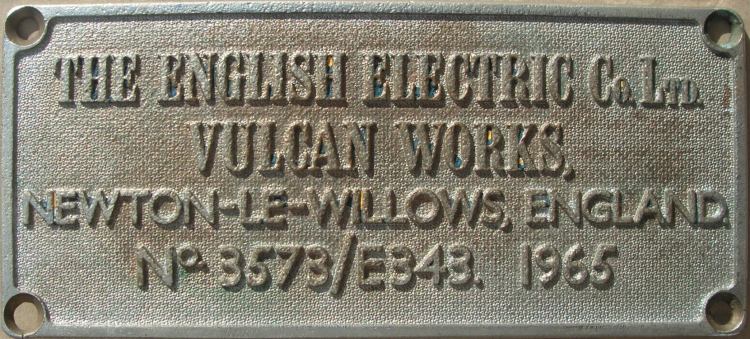 THE ENGLISH ELECTRIC Co. LTD.
VULCAN WORKS,
NEWTON-LE-WILLOWS, ENGLAND.
No. 3573/E343. 1965